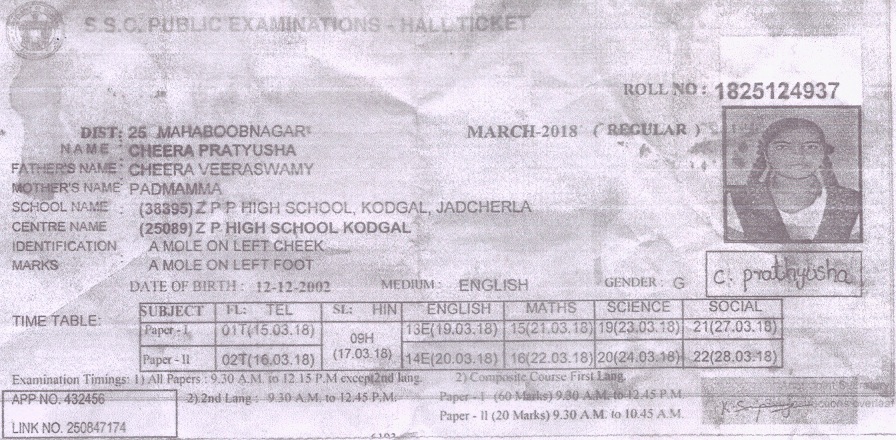 S.S.C. PUBLIC EXAMINATIONS - HALL TICKET
ROLL NO : 1825124937
DIST: 25 MAHABOOBNAGAR
MARCH-2018 ( REGULAR )
NAME : CHEERA PRATYUSHA
FATHER'S NAME : CHEERA VEERASWAMY
MOTHER'S NAME PADMAMMA
SCHOOL NAME : (38395) Z P P HIGH SCHOOL, KODGAL, JADCHERLA
CENTRE NAME : (25089) Z P HIGH SCHOOL KODGAL
IDENTIFICATION A MOLE ON LEFT CHEEK
MARKS A MOLE ON LEFT FOOT
C. prathyusha
DATE OF BIRTH : 12-12-2002 MEDIUM : ENGLISH GENDER : G
TIME TABLE:
SUBJECT FL: TEL SL: HIN ENGLISH MATHS SCIENCE SOCIAL
Paper - I 01T(15.03.18) 09H (17.03.18) 13E(19.03.18) 15(21.03.18) 19(23.03.18) 21(27.03.18)
Paper - II 02T(16.03.18) 14E(20.03.18) 16(22.03.18) 20(24.03.18) 22(28.03.18)
Examination Timings: 1) All Papers : 9.30 A.M. to 12.15 P.M except 2nd lang. 2) Composite Course First Lang.
2) 2nd Lang : 9.30 A.M. to 12.45 P.M. Paper - I (60 Marks) 9.30 A.M. to 12.45 P.M
Paper - II (20 Marks) 9.30 A.M. to 10.45 A.M.
APP NO. 432456
LINK NO. 250847174